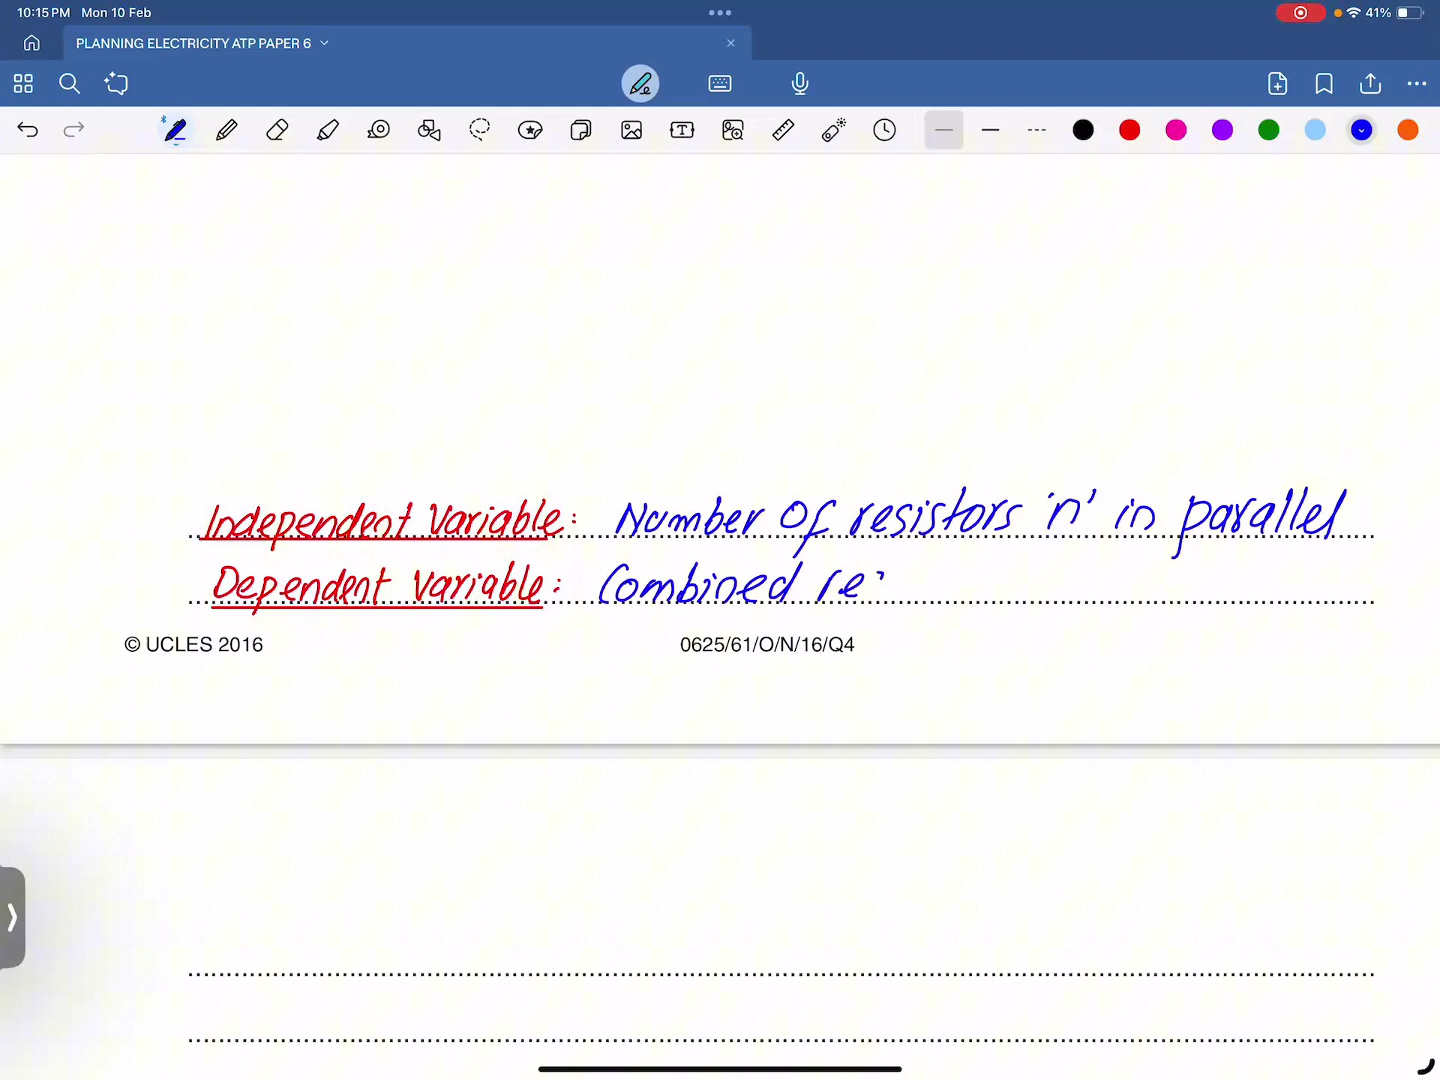 10:15 PM Mon 10 Feb
41%
PLANNING ELECTRICITY ATP PAPER 6
Independent Variable: Number of resistors 'n' in parallel
Dependent Variable: Combined re
© UCLES 2016 0625/61/O/N/16/Q4